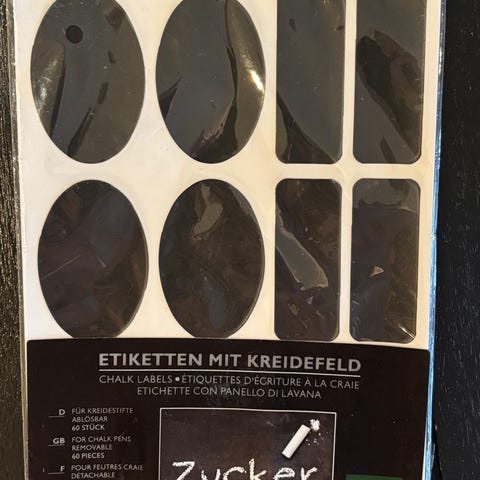 ETIKETTEN MIT KREIDEFELD
CHALK LABELS ▪ ÉTIQUETTES D'ÉCRITURE À LA CRAIE
ETICHETTE CON PANELLO DI LAVANA
D FÜR KREIDESTIFTE
ABLÖSBAR
60 STÜCK
GB FOR CHALK PENS
REMOVABLE
60 PIECES
F POUR FEUTRES CRAIE
DÉTACHABLE
Zucker